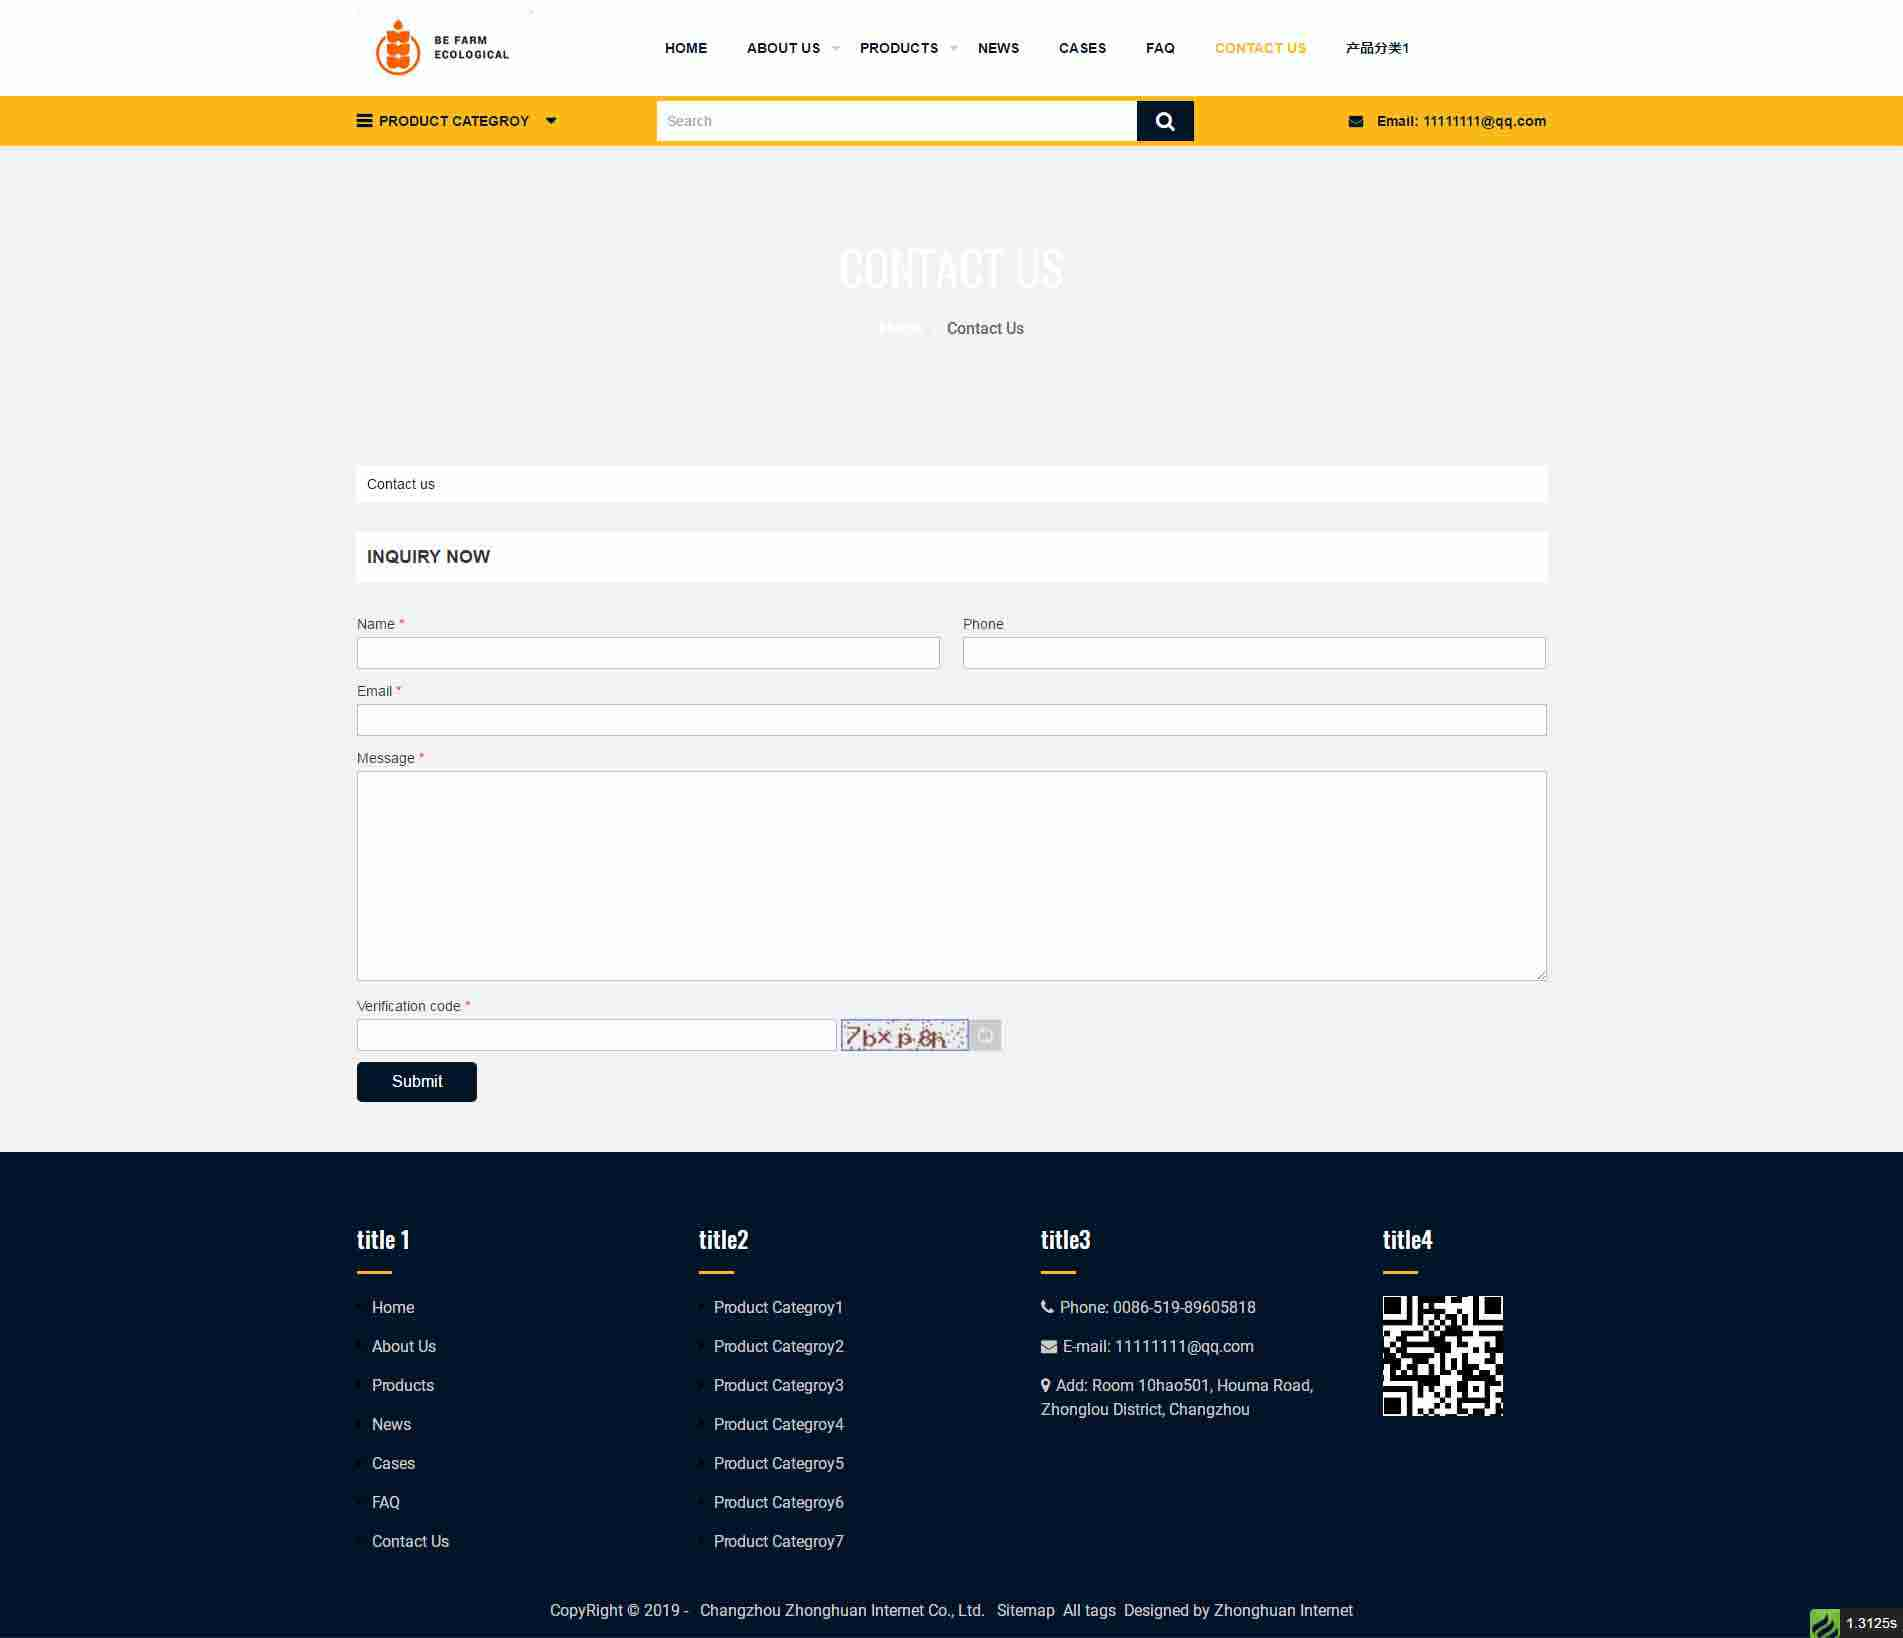 BE FARM
ECOLOGICAL
HOME ABOUT US PRODUCTS NEWS CASES FAQ CONTACT US 产品分类1
PRODUCT CATEGROY
Search
Email: 11111111@qq.com
CONTACT US
Home Contact Us
Contact us
INQUIRY NOW
Name * Phone
Email *
Message *
Verification code *
7bxp8n
Submit
title 1
Home
About Us
Products
News
Cases
FAQ
Contact Us
title2
Product Categroy1
Product Categroy2
Product Categroy3
Product Categroy4
Product Categroy5
Product Categroy6
Product Categroy7
title3
Phone: 0086-519-89605818
E-mail: 11111111@qq.com
Add: Room 10hao501, Houma Road,
Zhonglou District, Changzhou
title4
CopyRight © 2019 - Changzhou Zhonghuan Internet Co., Ltd. Sitemap All tags Designed by Zhonghuan Internet
1.3125s